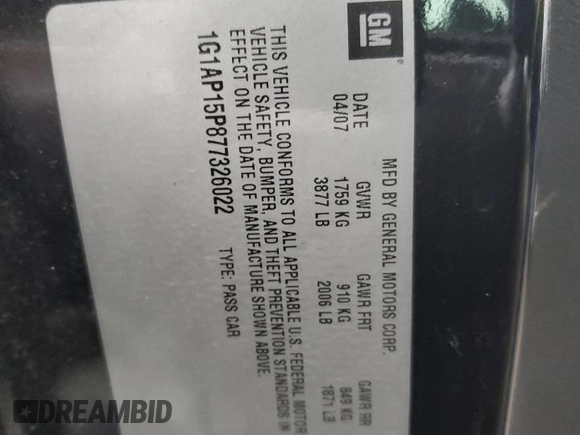 GM
MFD BY GENERAL MOTORS CORP.
DATE GVWR GAWR FRT GAWR RR
04/07 1759 KG 910 KG 849 KG
3877 LB 2006 LB 1871 LB
THIS VEHICLE CONFORMS TO ALL APPLICABLE U.S. FEDERAL MOTOR
VEHICLE SAFETY, BUMPER, AND THEFT PREVENTION STANDARDS IN
EFFECT ON THE DATE OF MANUFACTURE SHOWN ABOVE.
1G1AP15P877326022 TYPE: PASS CAR
DREAMBID